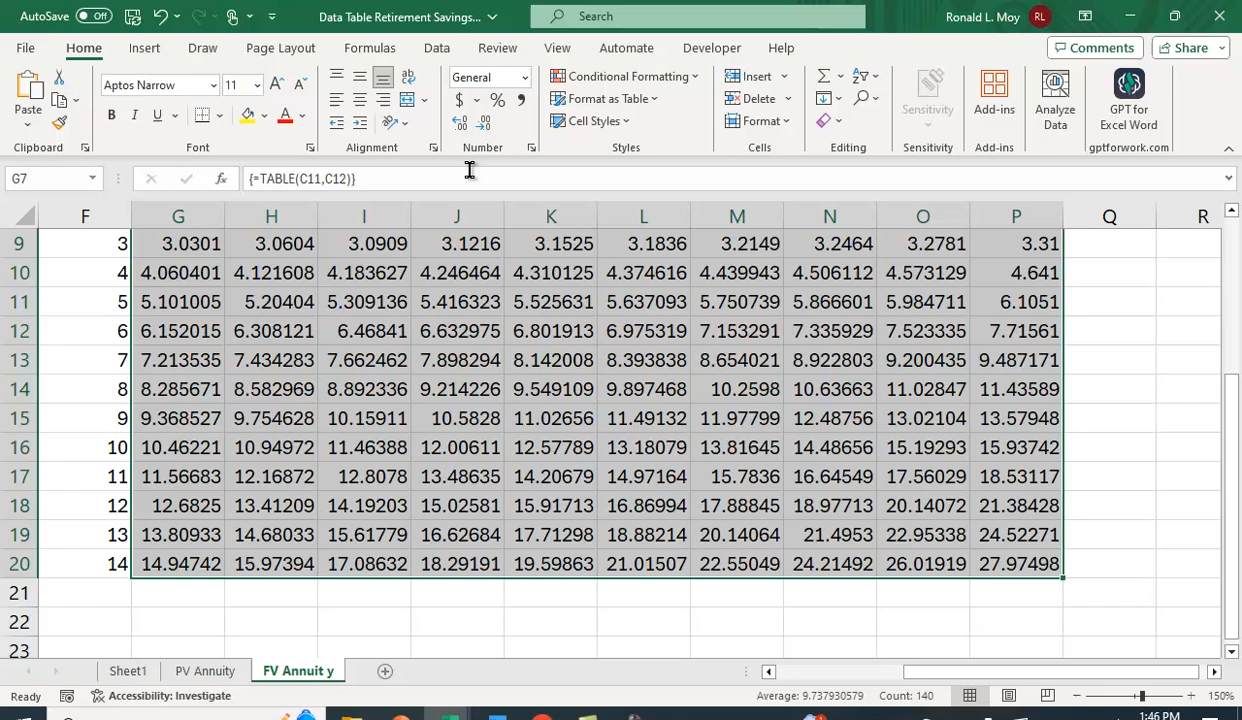 AutoSave Off Data Table Retirement Savings... Search Ronald L. Moy RL
File Home Insert Draw Page Layout Formulas Data Review View Automate Developer Help Comments Share
Paste Aptos Narrow 11 General Conditional Formatting Insert Sensitivity Add-ins Analyze Data GPT for Excel Word
B I U A $ % , Format as Table Delete
Cell Styles Format
Clipboard Font Alignment Number Styles Cells Editing Sensitivity Add-ins gptforwork.com
G7 fx {=TABLE(C11,C12)}
F G H I J K L M N O P Q R
9 3 3.0301 3.0604 3.0909 3.1216 3.1525 3.1836 3.2149 3.2464 3.2781 3.31
10 4 4.060401 4.121608 4.183627 4.246464 4.310125 4.374616 4.439943 4.506112 4.573129 4.641
11 5 5.101005 5.20404 5.309136 5.416323 5.525631 5.637093 5.750739 5.866601 5.984711 6.1051
12 6 6.152015 6.308121 6.46841 6.632975 6.801913 6.975319 7.153291 7.335929 7.523335 7.71561
13 7 7.213535 7.434283 7.662462 7.898294 8.142008 8.393838 8.654021 8.922803 9.200435 9.487171
14 8 8.285671 8.582969 8.892336 9.214226 9.549109 9.897468 10.2598 10.63663 11.02847 11.43589
15 9 9.368527 9.754628 10.15911 10.5828 11.02656 11.49132 11.97799 12.48756 13.02104 13.57948
16 10 10.46221 10.94972 11.46388 12.00611 12.57789 13.18079 13.81645 14.48656 15.19293 15.93742
17 11 11.56683 12.16872 12.8078 13.48635 14.20679 14.97164 15.7836 16.64549 17.56029 18.53117
18 12 12.6825 13.41209 14.19203 15.02581 15.91713 16.86994 17.88845 18.97713 20.14072 21.38428
19 13 13.80933 14.68033 15.61779 16.62684 17.71298 18.88214 20.14064 21.4953 22.95338 24.52271
20 14 14.94742 15.97394 17.08632 18.29191 19.59863 21.01507 22.55049 24.21492 26.01919 27.97498
21
22
23
Sheet1 PV Annuity FV Annuit y
Ready Accessibility: Investigate Average: 9.737930579 Count: 140 150%
1:46 PM